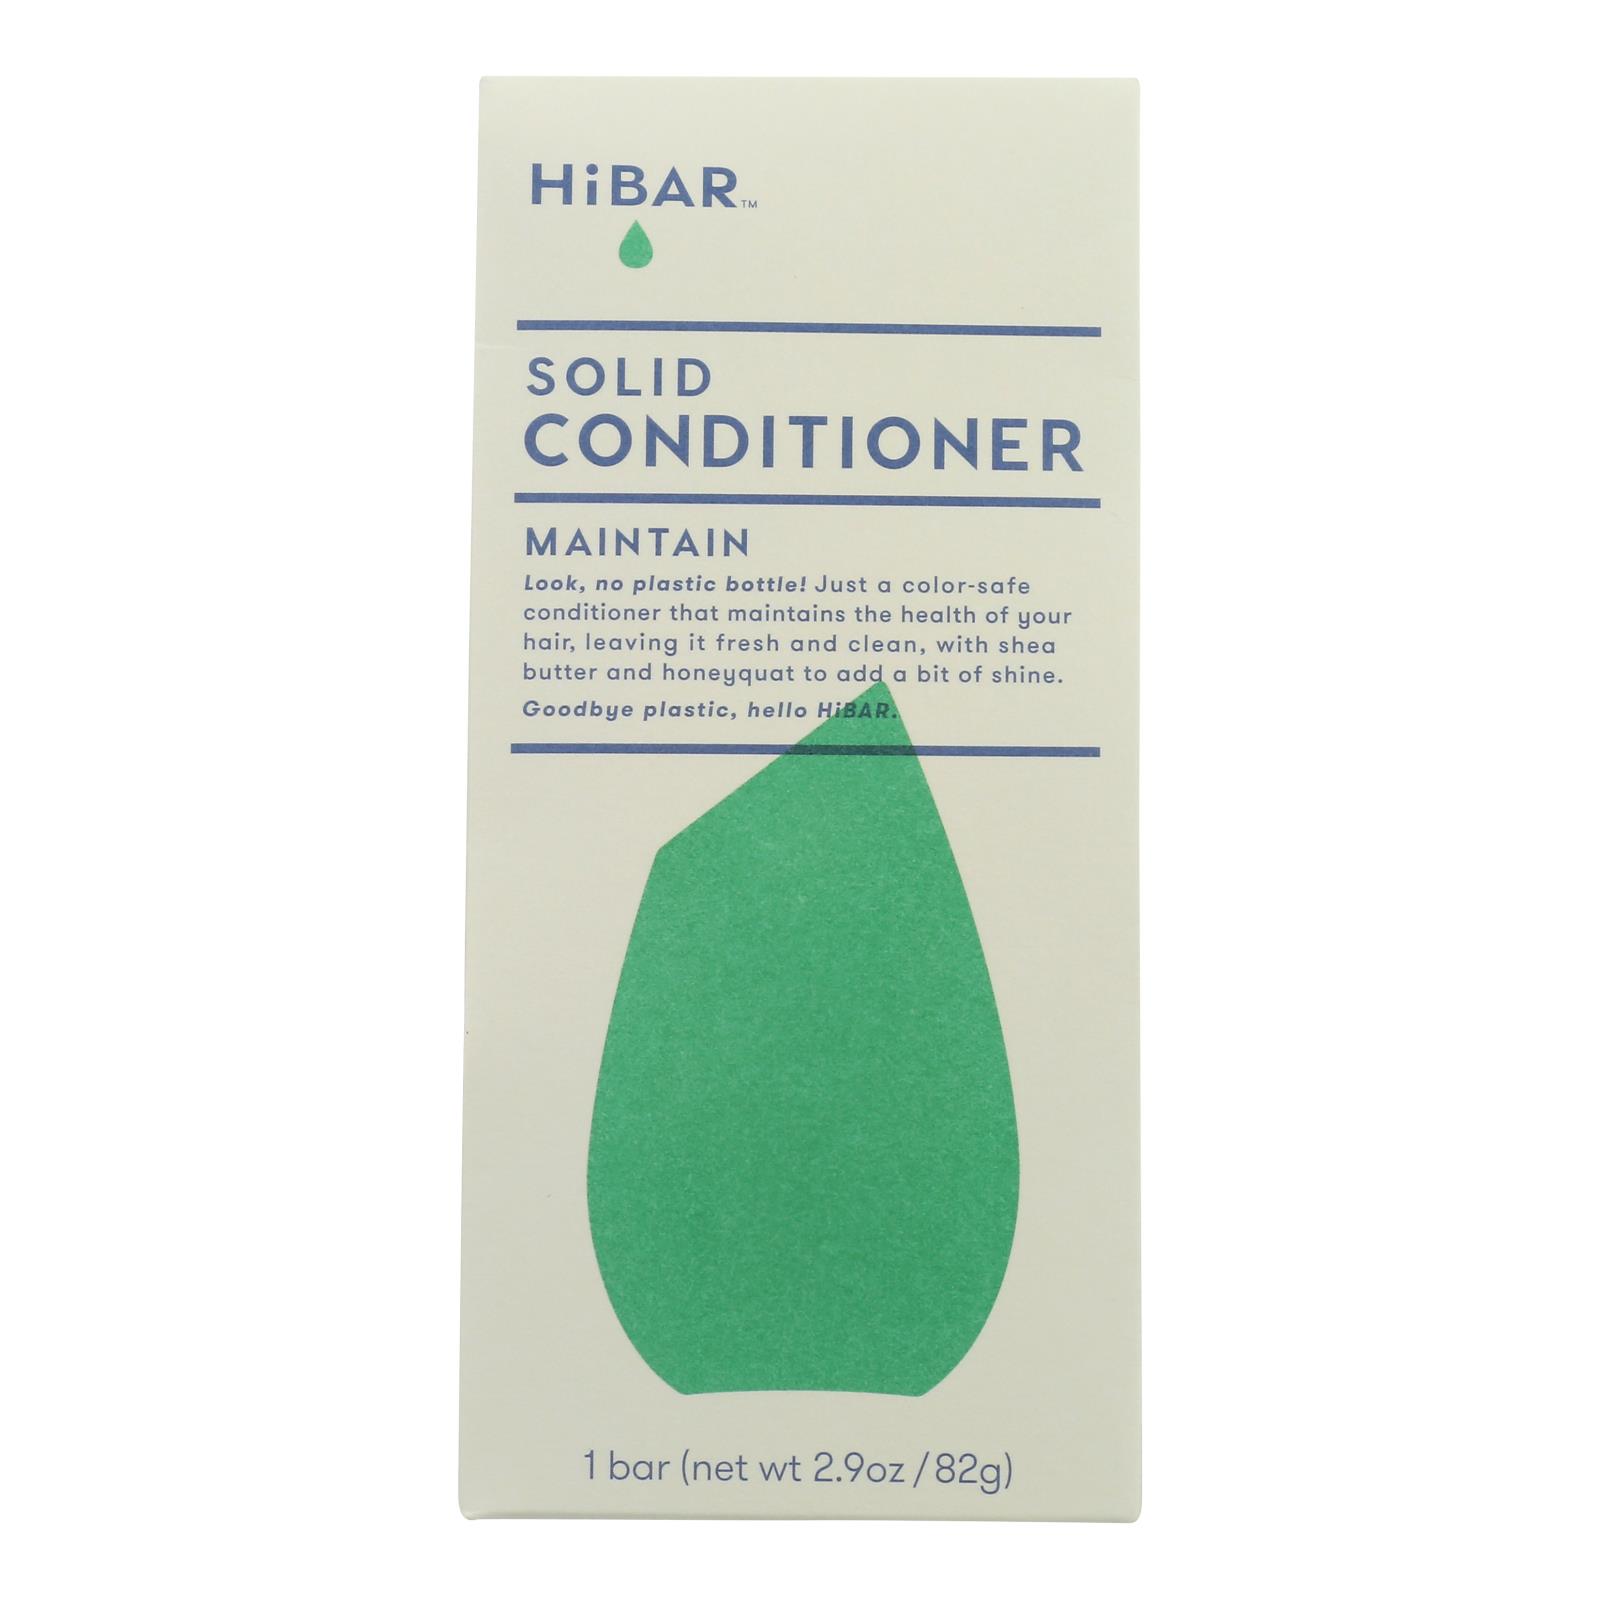 HiBAR™
SOLID
CONDITIONER
MAINTAIN
Look, no plastic bottle! Just a color-safe
conditioner that maintains the health of your
hair, leaving it fresh and clean, with shea
butter and honeyquat to add a bit of shine.
Goodbye plastic, hello HiBAR.
1 bar (net wt 2.9oz / 82g)